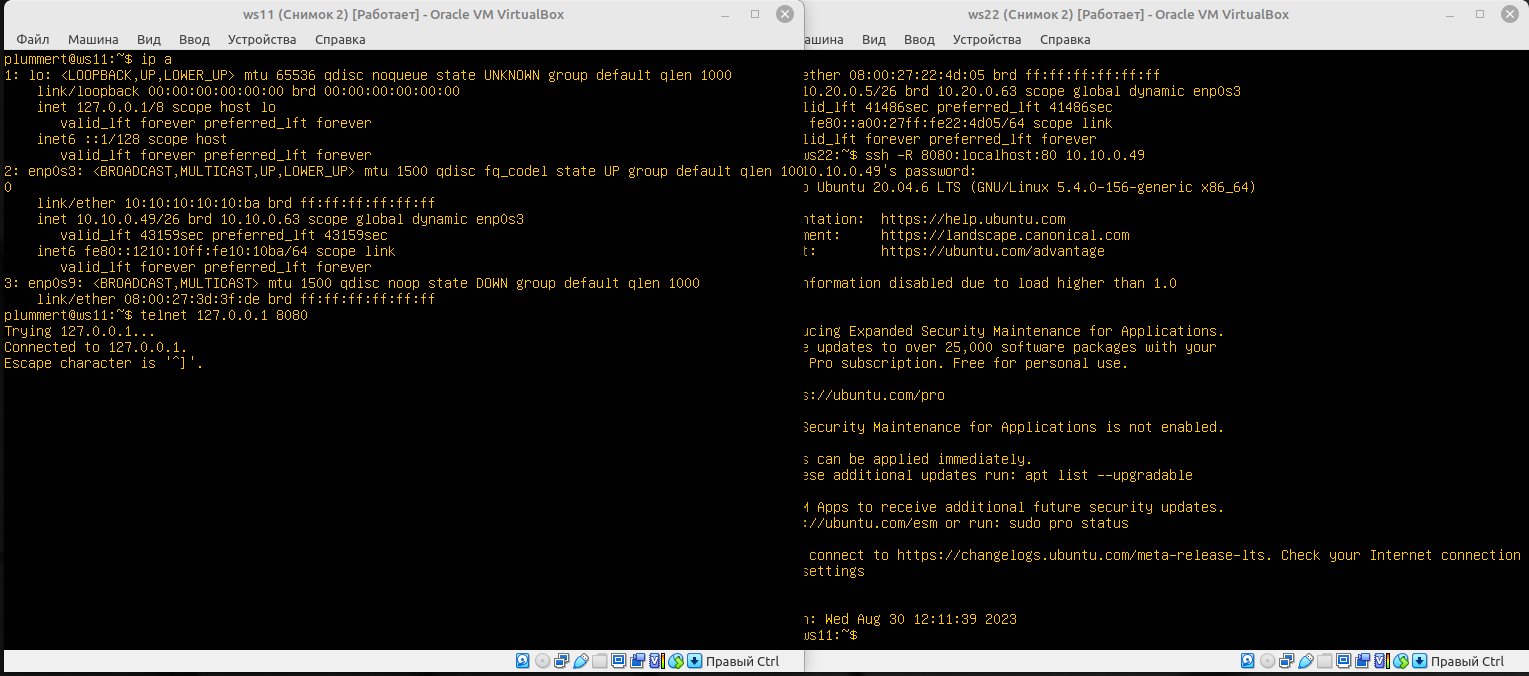 ws11 (Снимок 2) [Работает] - Oracle VM VirtualBox
Файл Машина Вид Ввод Устройства Справка
plummert@ws11:~$ ip a
1: lo: <LOOPBACK,UP,LOWER_UP> mtu 65536 qdisc noqueue state UNKNOWN group default qlen 1000
link/loopback 00:00:00:00:00:00 brd 00:00:00:00:00:00
inet 127.0.0.1/8 scope host lo
valid_lft forever preferred_lft forever
inet6 ::1/128 scope host
valid_lft forever preferred_lft forever
2: enp0s3: <BROADCAST,MULTICAST,UP,LOWER_UP> mtu 1500 qdisc fq_codel state UP group default qlen 100
0
link/ether 10:10:10:10:10:ba brd ff:ff:ff:ff:ff:ff
inet 10.10.0.49/26 brd 10.10.0.63 scope global dynamic enp0s3
valid_lft 43159sec preferred_lft 43159sec
inet6 fe80::1210:10ff:fe10:10ba/64 scope link
valid_lft forever preferred_lft forever
3: enp0s9: <BROADCAST,MULTICAST> mtu 1500 qdisc noop state DOWN group default qlen 1000
link/ether 08:00:27:3d:3f:de brd ff:ff:ff:ff:ff:ff
plummert@ws11:~$ telnet 127.0.0.1 8080
Trying 127.0.0.1...
Connected to 127.0.0.1.
Escape character is '^]'.
Правый Ctrl
ws22 (Снимок 2) [Работает] - Oracle VM VirtualBox
ашина Вид Ввод Устройства Справка
ether 08:00:27:22:4d:05 brd ff:ff:ff:ff:ff:ff
10.20.0.5/26 brd 10.20.0.63 scope global dynamic enp0s3
lid_lft 41486sec preferred_lft 41486sec
fe80::a00:27ff:fe22:4d05/64 scope link
lid_lft forever preferred_lft forever
ws22:~$ ssh -R 8080:localhost:80 10.10.0.49
10.10.0.49's password:
o Ubuntu 20.04.6 LTS (GNU/Linux 5.4.0-156-generic x86_64)
ntation: https://help.ubuntu.com
ment: https://landscape.canonical.com
t: https://ubuntu.com/advantage
nformation disabled due to load higher than 1.0
ucing Expanded Security Maintenance for Applications.
e updates to over 25,000 software packages with your
Pro subscription. Free for personal use.
s://ubuntu.com/pro
Security Maintenance for Applications is not enabled.
s can be applied immediately.
ese additional updates run: apt list --upgradable
M Apps to receive additional future security updates.
://ubuntu.com/esm or run: sudo pro status
connect to https://changelogs.ubuntu.com/meta-release-lts. Check your Internet connection
settings
n: Wed Aug 30 12:11:39 2023
ws11:~$
Правый Ctrl